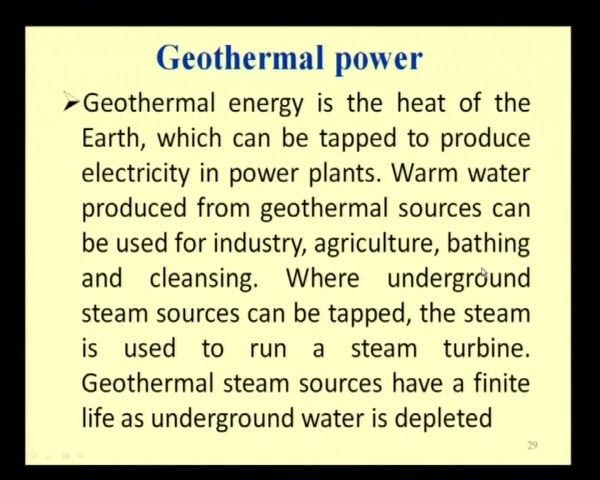 Geothermal power
➢Geothermal energy is the heat of the
Earth, which can be tapped to produce
electricity in power plants. Warm water
produced from geothermal sources can
be used for industry, agriculture, bathing
and cleansing. Where underground
steam sources can be tapped, the steam
is used to run a steam turbine.
Geothermal steam sources have a finite
life as underground water is depleted
29